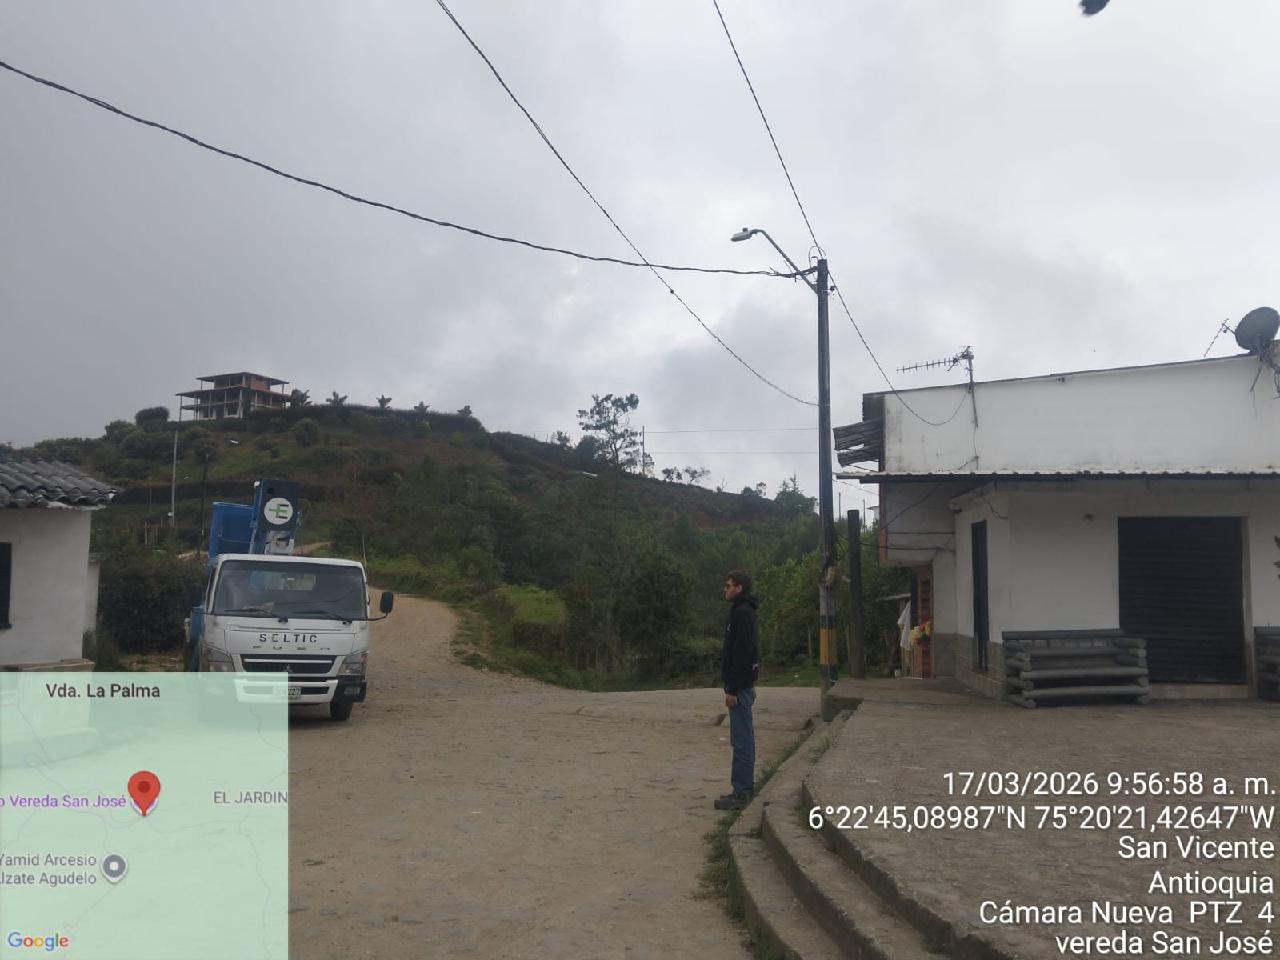 E
SELTIC
FUSO
Vda. La Palma
o Vereda San José
EL JARDIN
Yamid Arcesio
Alzate Agudelo
Google
17/03/2026 9:56:58 a. m.
6°22'45,08987"N 75°20'21,42647"W
San Vicente
Antioquia
Cámara Nueva PTZ 4
vereda San José